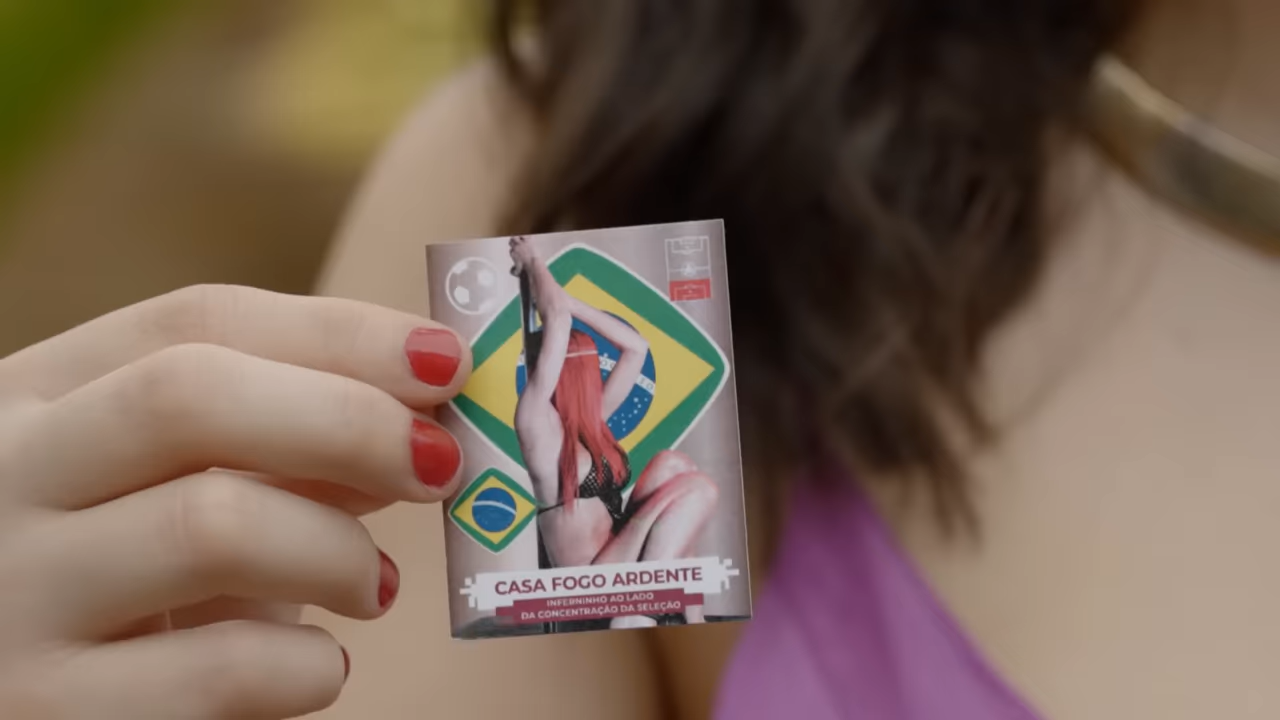 CASA FOGO ARDENTE
INFERNINHO AO LADO
DA CONCENTRAÇÃO DA SELEÇÃO